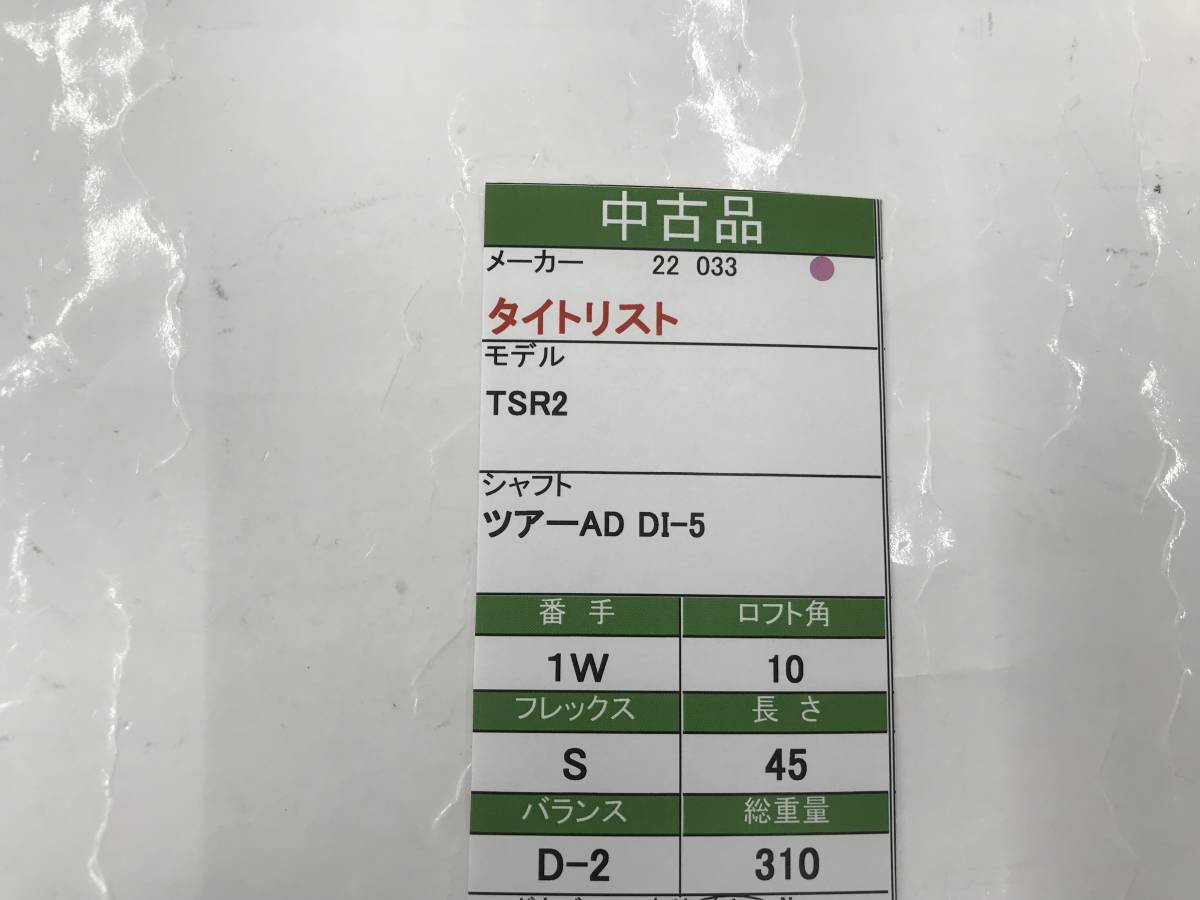 中古品
メーカー 22 033
タイトリスト
モデル
TSR2
シャフト
ツアーAD DI-5
番 手 ロフト角
1W 10
フレックス 長 さ
S 45
バランス 総重量
D-2 310